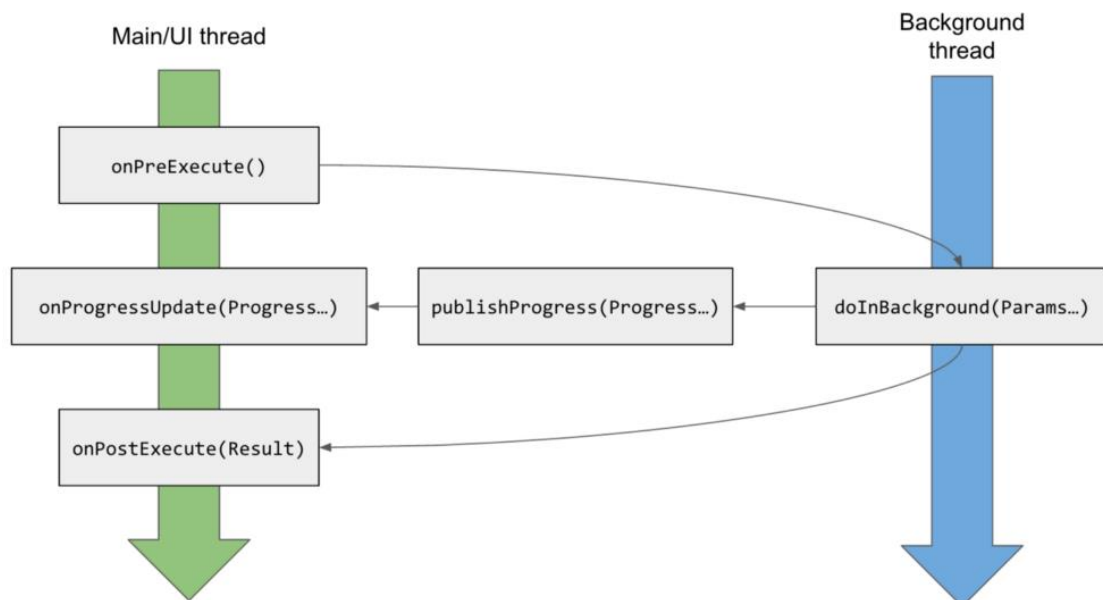 Main/UI thread
Background
thread
onPreExecute()
onProgressUpdate(Progress…)
publishProgress(Progress…)
doInBackground(Params…)
onPostExecute(Result)